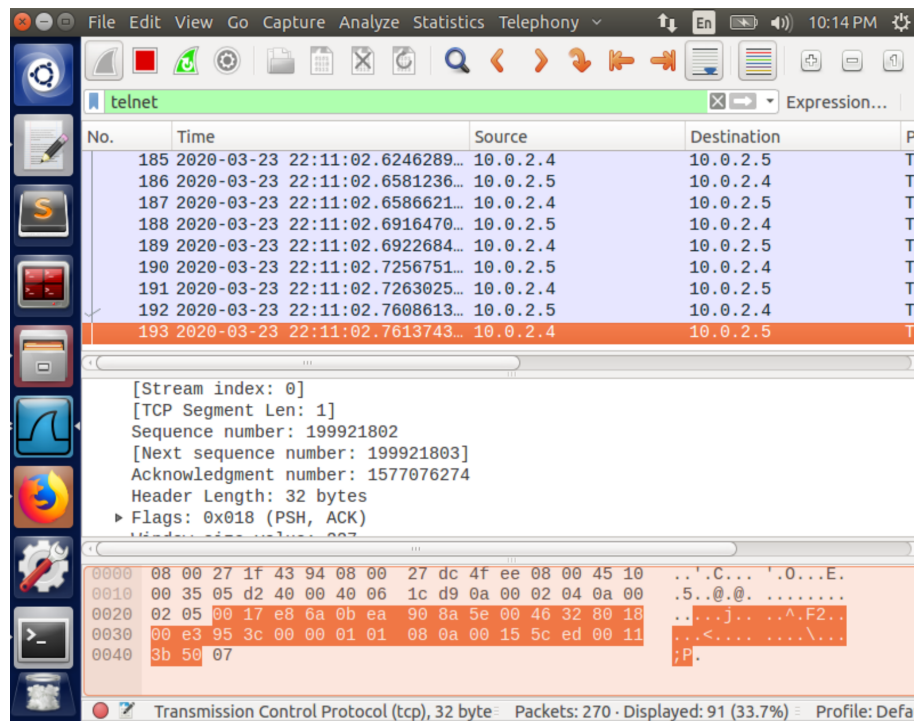 File Edit View Go Capture Analyze Statistics Telephony En 10:14 PM
telnet Expression...
No. Time Source Destination P
185 2020-03-23 22:11:02.6246289… 10.0.2.4 10.0.2.5 T
186 2020-03-23 22:11:02.6581236… 10.0.2.5 10.0.2.4 T
187 2020-03-23 22:11:02.6586621… 10.0.2.4 10.0.2.5 T
188 2020-03-23 22:11:02.6916470… 10.0.2.5 10.0.2.4 T
189 2020-03-23 22:11:02.6922684… 10.0.2.4 10.0.2.5 T
190 2020-03-23 22:11:02.7256751… 10.0.2.5 10.0.2.4 T
191 2020-03-23 22:11:02.7263025… 10.0.2.4 10.0.2.5 T
192 2020-03-23 22:11:02.7608613… 10.0.2.5 10.0.2.4 T
193 2020-03-23 22:11:02.7613743… 10.0.2.4 10.0.2.5 T
[Stream index: 0]
[TCP Segment Len: 1]
Sequence number: 199921802
[Next sequence number: 199921803]
Acknowledgment number: 1577076274
Header Length: 32 bytes
Flags: 0x018 (PSH, ACK)
0000 08 00 27 1f 43 94 08 00 27 dc 4f ee 08 00 45 10 ..'.C... '.O...E.
0010 00 35 05 d2 40 00 40 06 1c d9 0a 00 02 04 0a 00 .5..@.@. ........
0020 02 05 00 17 e8 6a 0b ea 90 8a 5e 00 46 32 80 18 .....j.. ..^.F2..
0030 00 e3 95 3c 00 00 01 01 08 0a 00 15 5c ed 00 11 ...<.... ....\...
0040 3b 50 07 ;P.
Transmission Control Protocol (tcp), 32 byte Packets: 270 · Displayed: 91 (33.7%) Profile: Defa